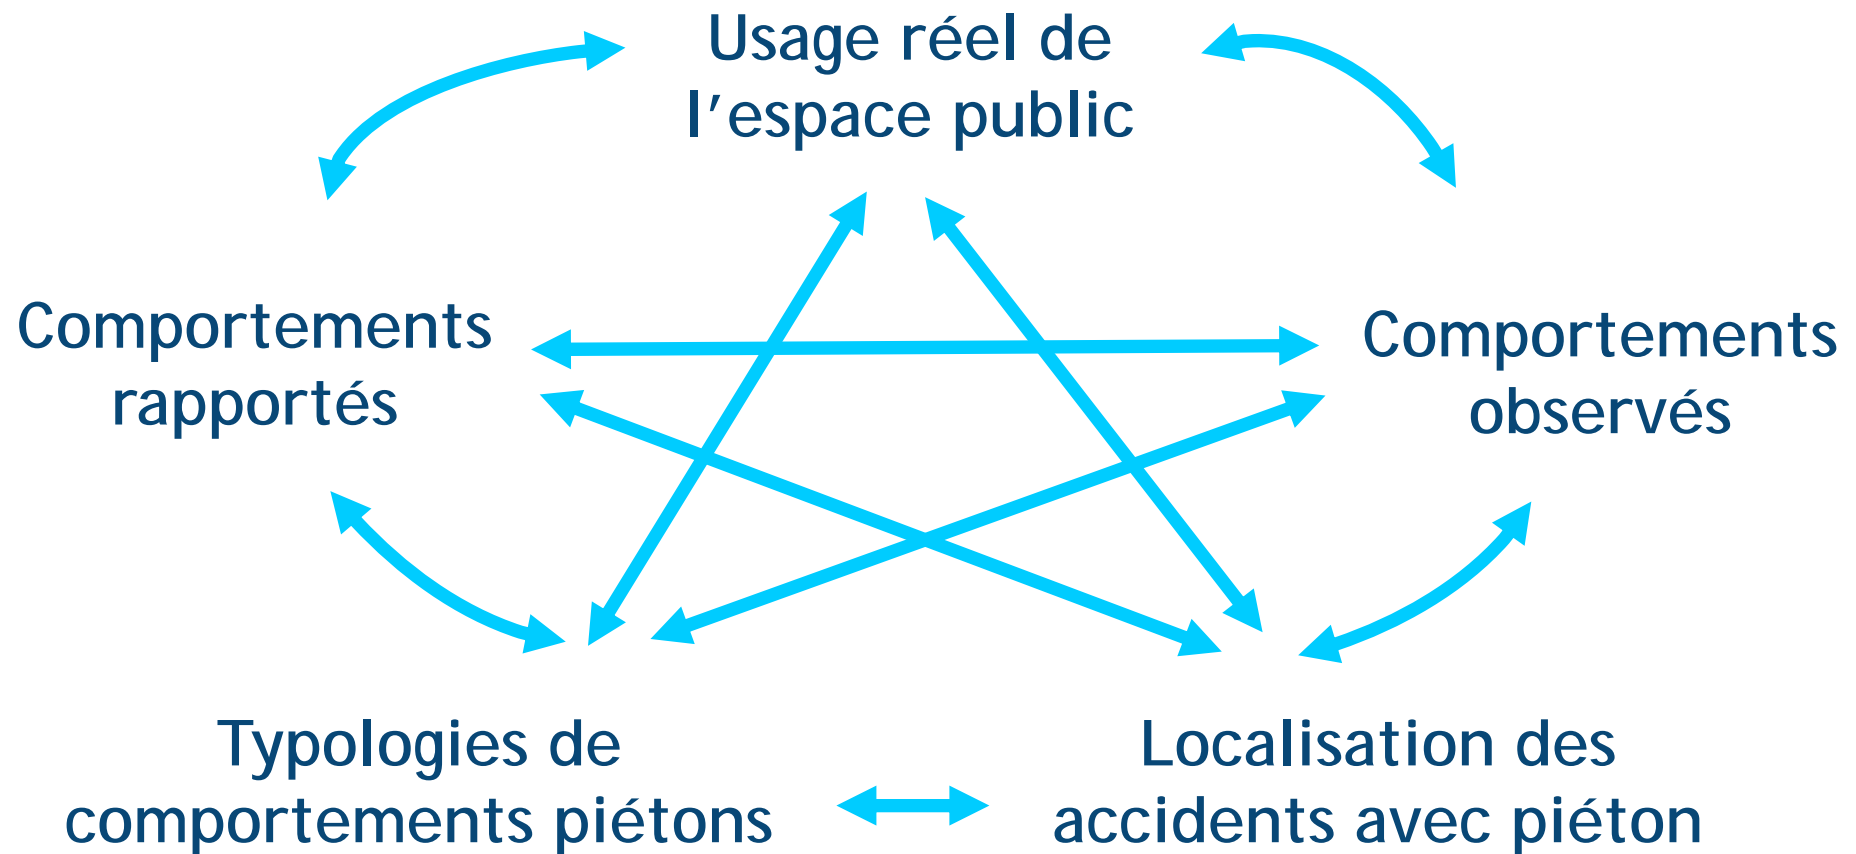 Usage réel de
l'espace public
Comportements
rapportés
Comportements
observés
Typologies de
comportements piétons
Localisation des
accidents avec piéton